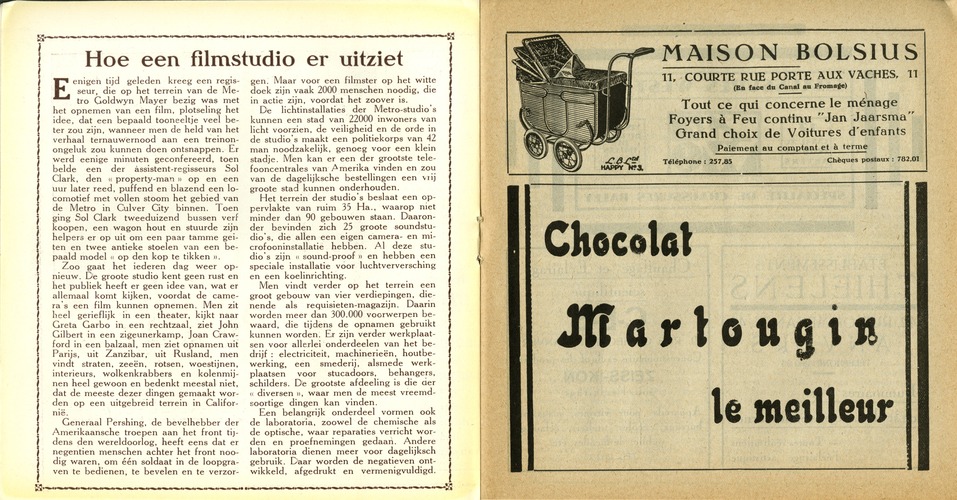 Hoe een filmstudio er uitziet
Eenigen tijd geleden kreeg een regis-
seur, die op het terrein van de Me-
tro Goldwyn Mayer bezig was met
het opnemen van een film, plotseling het
idee, dat een bepaald tooneeltje veel be-
ter zou zijn, wanneer men de held van het
verhaal ternauwernood aan een treinon-
ongeluk zou kunnen doen ontsnappen. Er
werd eenige minuten geconfereerd, toen
belde een der assistent-regisseurs Sol
Clark, den « property-man » op en een
uur later reed, puffend en blazend een lo-
comotief met vollen stoom het gebied van
de Metro in Culver City binnen. Toen
ging Sol Clark tweeduizend bussen verf
koopen, een wagon hout en stuurde zijn
helpers er op uit om een paar tamme gei-
ten en twee antieke stoelen van een be-
paald model « op den kop te tikken ».
Zoo gaat het iederen dag weer op-
nieuw. De groote studio kent geen rust en
het publiek heeft er geen idee van, wat er
allemaal komt kijken, voordat de came-
ra's een film kunnen opnemen. Men zit
heel gerieflijk in een theater, kijkt naar
Greta Garbo in een rechtzaal, ziet John
Gilbert in een zigeunerkamp, Joan Craw-
ford in een balzaal, men ziet opnamen uit
Parijs, uit Zanzibar, uit Rusland, men
vindt straten, zeeën, rotsen, woestijnen,
interieurs, wolkenkrabbers en kolenmij-
nen heel gewoon en bedenkt meestal niet,
dat de meeste dezer dingen gemaakt wor-
den op een uitgebreid terrein in Califor-
nië.
Generaal Pershing, de bevelhebber der
Amerikaansche troepen aan het front tij-
dens den wereldoorlog, heeft eens dat er
negentien menschen achter het front noo-
dig waren, om één soldaat in de loopgra-
ven te bedienen, te bevelen en te verzor-
gen. Maar voor een filmster op het witte
doek zijn vaak 2000 menschen noodig, die
in actie zijn, voordat het zoover is.
De lichtinstallaties der Metro-studio's
kunnen een stad van 22000 inwoners van
licht voorzien, de veiligheid en de orde in
de studio's maakt een politiekorps van 42
man noodzakelijk, genoeg voor een klein
stadje. Men kan er een der grootste tele-
fooncentrales van Amerika vinden en zou
van de dagelijksche bestellingen een vrij
groote stad kunnen onderhouden.
Het terrein der studio's beslaat een op-
pervlakte van ruim 35 Ha., waarop niet
minder dan 90 gebouwen staan. Daaron-
der bevinden zich 25 groote soundstu-
dio's, die allen een eigen camera- en mi-
crofooninstallatie hebben. Al deze stu-
dio's zijn « sound-proof » en hebben een
speciale installatie voor luchtverversching
en een koelinrichting.
Men vindt verder op het terrein een
groot gebouw van vier verdiepingen, die-
nende als requisieten-magazijn. Daarin
worden meer dan 300.000 voorwerpen be-
waard, die tijdens de opnamen gebruikt
kunnen worden. Er zijn verder werkplaat-
sen voor allerlei onderdeelen van het be-
drijf : electriciteit, machinerieën, houtbe-
werking, een smederij, alsmede werk-
plaatsen voor stucadoors, behangers,
schilders. De grootste afdeeling is die der
« diversen », waar men de meest vreemd-
soortige dingen kan vinden.
Een belangrijk onderdeel vormen ook
de laboratoria, zoowel de chemische als
de optische, waar reparaties verricht wor-
den en proefnemingen gedaan. Andere
laboratoria dienen meer voor dagelijksch
gebruik. Daar worden de negatieven ont-
wikkeld, afgedrukt en vermenigvuldigd.
MAISON BOLSIUS
11, COURTE RUE PORTE AUX VACHES, 11
(En face du Canal au Fromage)
Tout ce qui concerne le ménage
Foyers à Feu continu "Jan Jaarsma"
Grand choix de Voitures d'enfants
Paiement au comptant et à terme
HAPPY No 3.
Téléphone : 257,85
Chèques postaux : 782.01
Chocolat
Martougin
le meilleur